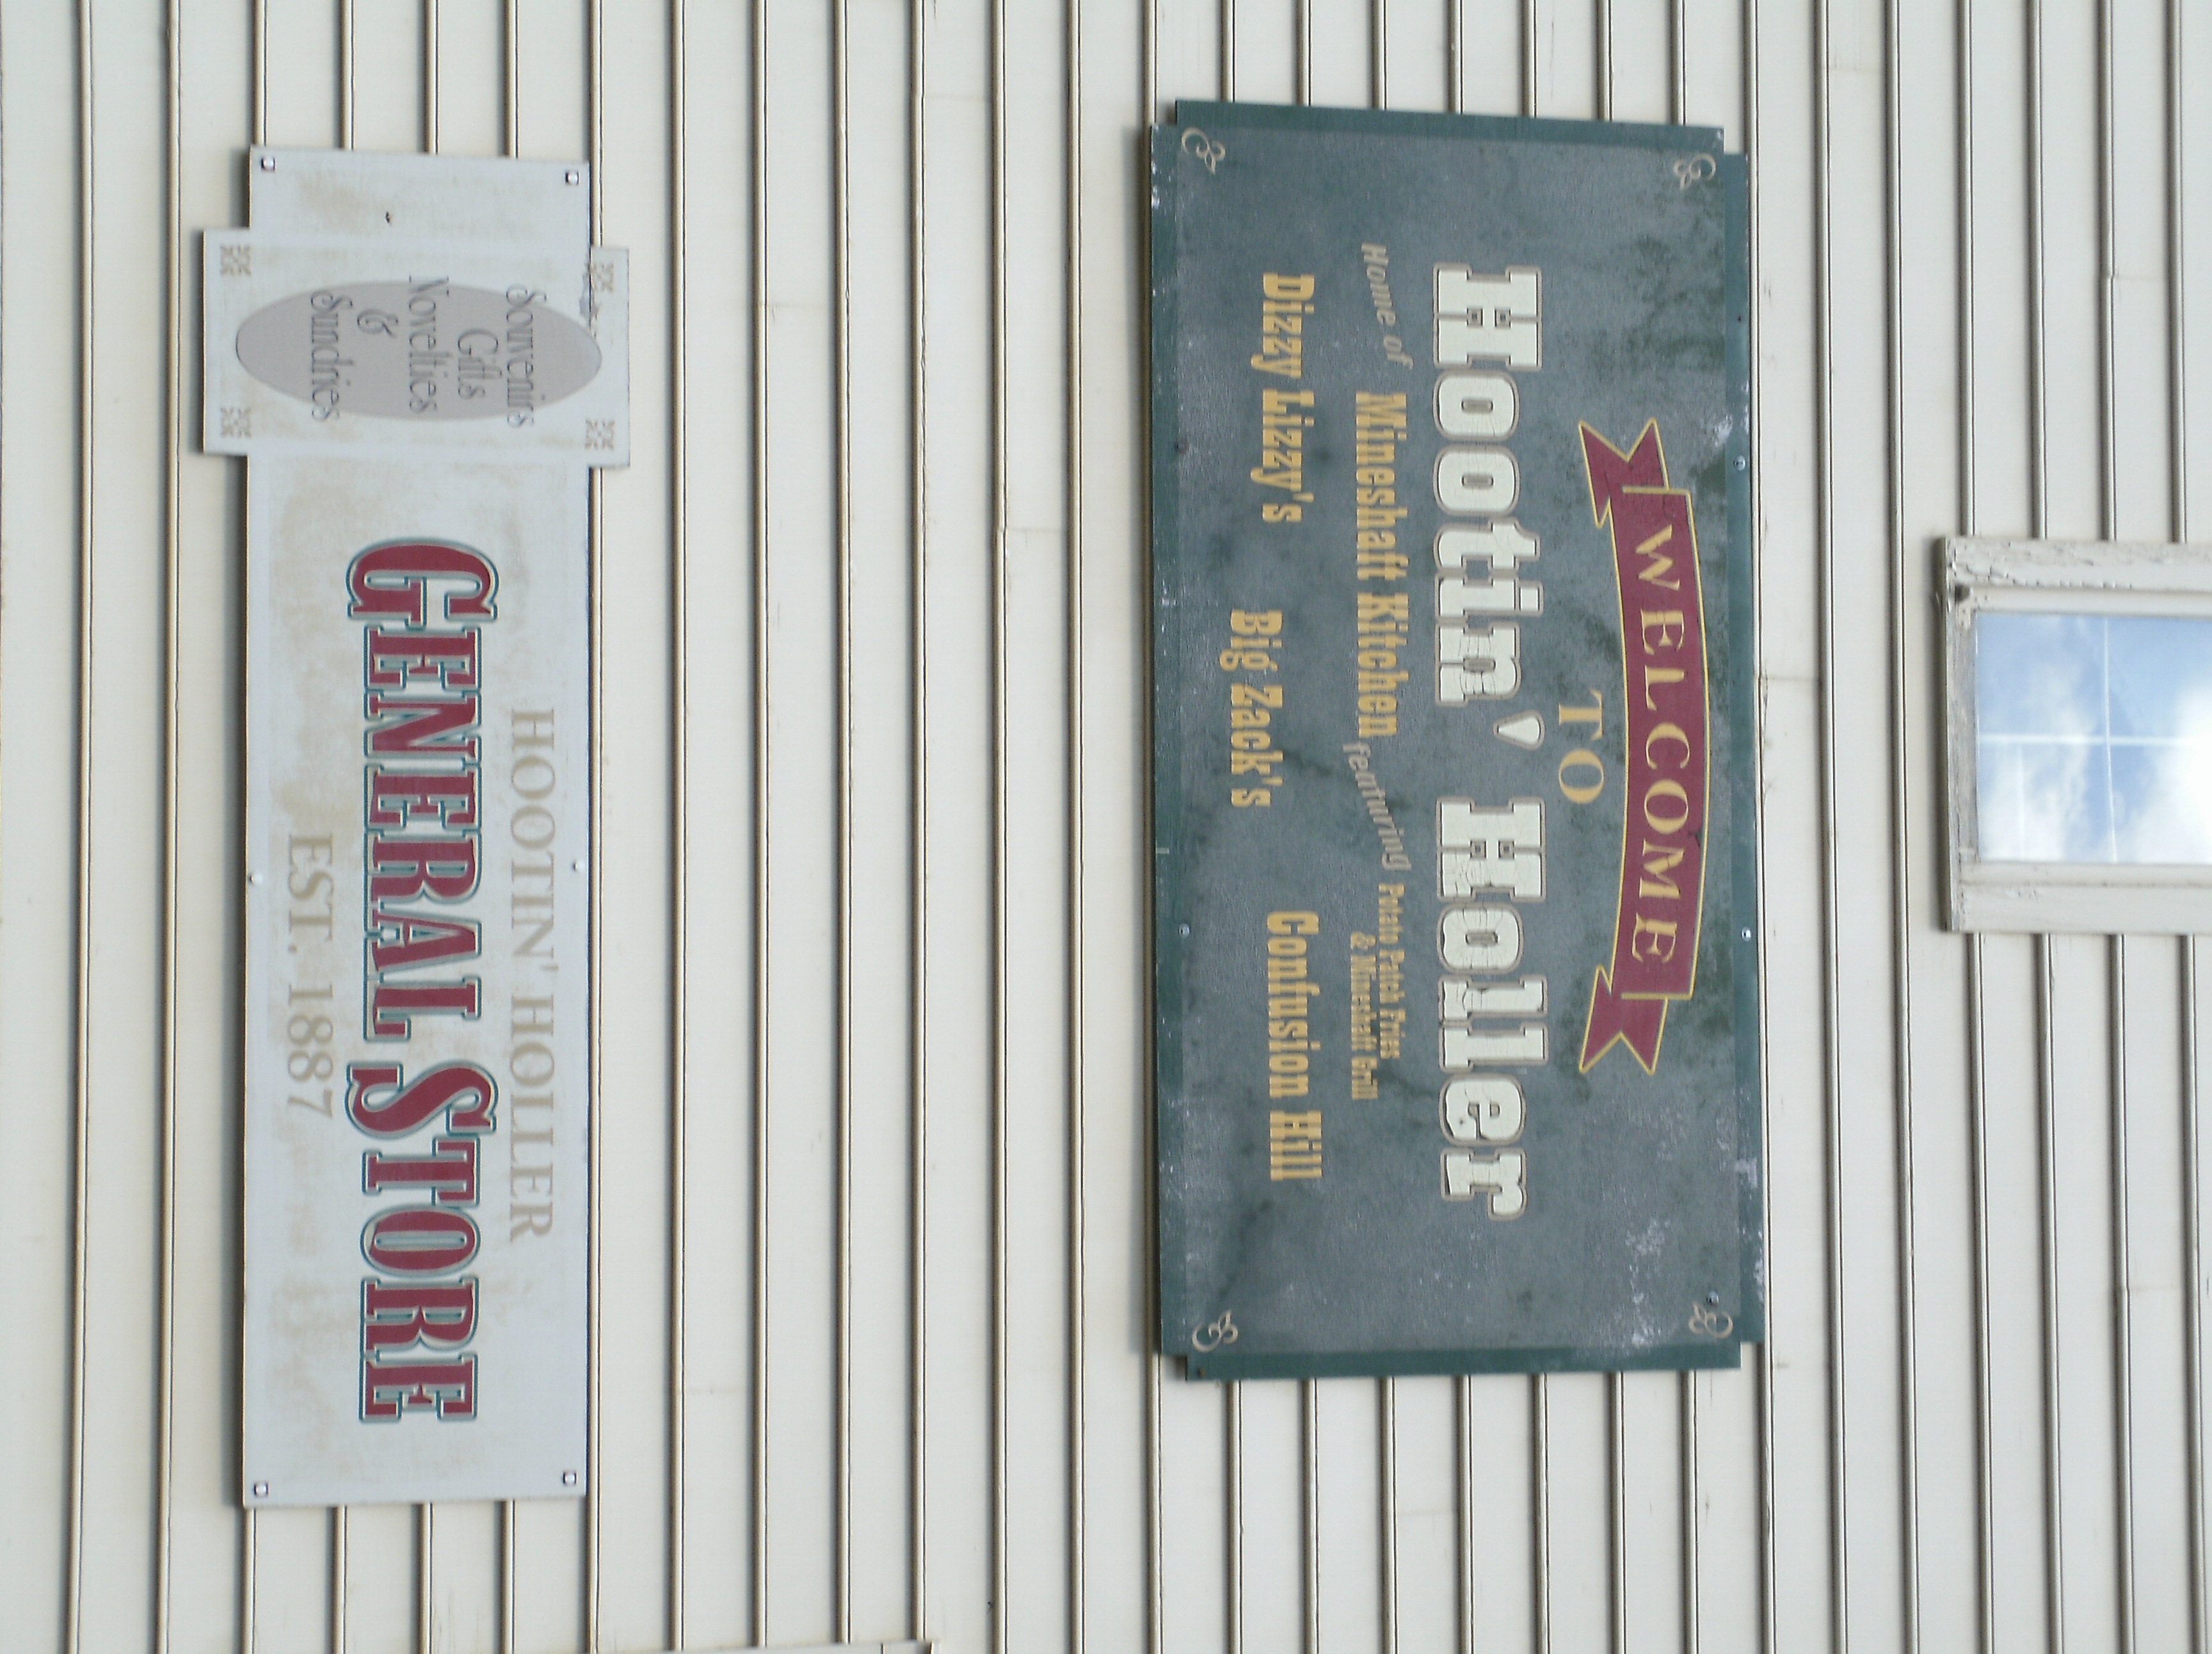 WELCOME
TO
Hootin' Holler
Home of Mineshaft Kitchen featuring Potato Patch Fries
& Mineshaft Grill
Dizzy Lizzy's Big Zack's Confusion Hill
Souvenirs
Gifts
Novelties
&
Sundries
HOOTIN' HOLLER
GENERAL STORE
EST. 1887